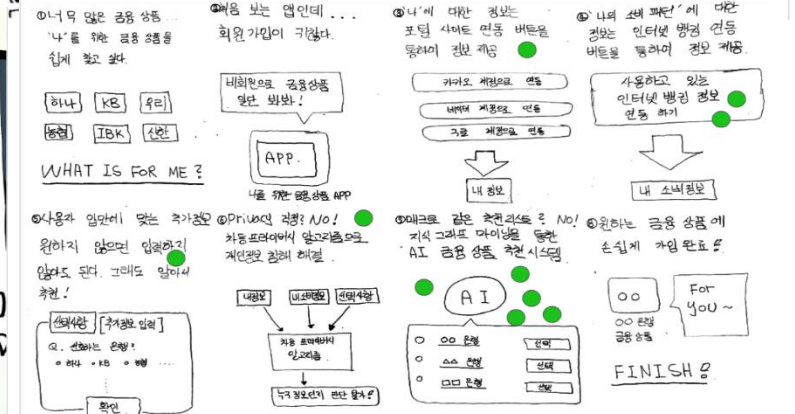 ①너무 많은 금융 상품...
'나'를 위한 금융 상품을
쉽게 찾고 싶다.
하나 KB 우리
농협 IBK 신한
WHAT IS FOR ME?
②처음 보는 앱인데...
회원가입이 귀찮다.
비회원으로 금융상품
일단 봐봐!
APP.
나를 위한 금융상품 APP
③'나'에 대한 정보는
포털 사이트 연동 버튼을
통하여 정보 제공
카카오 계정으로 연동
네이버 계정으로 연동
구글 계정으로 연동
내 정보
④'나의 소비 패턴'에 대한
정보는 인터넷 뱅킹 연동
버튼을 통하여 정보 제공.
사용하고 있는
인터넷 뱅킹 정보
연동 하기
내 소비정보
⑤사용자 입맛에 맞는 추가정보
원하지 않으면 입력하지
않아도 된다. 그래도 알아서
추천!
선택사항 [추가정보 입력]
Q. 선호하는 은행?
○하나 ○KB ○농협 ....
확인
⑥Privacy 걱정? No!
차등 프라이버시 알고리즘으로
개인정보 침해 해결.
내정보 내소비정보 선택사항
차등 프라이버시
알고리즘
누구 정보인지 판단 불가!
⑦매크로 같은 추천리스트? No!
지식 그래프 마이닝을 통한
AI 금융 상품 추천 시스템
AI
○ ○○ 은행 선택
○ △△ 은행 선택
○ □□ 은행 선택
⑧원하는 금융 상품에
손쉽게 가입 완료!
○○
○○ 은행
금융 상품
For
you~
FINISH!